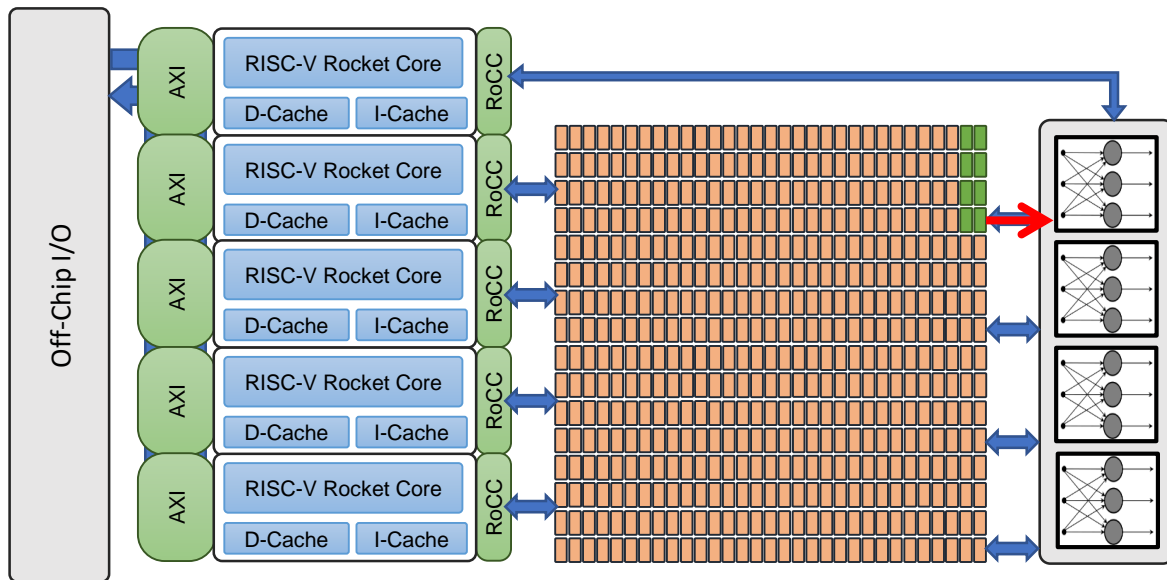 Off-Chip I/O
AXI
RISC-V Rocket Core
D-Cache
I-Cache
RoCC
AXI
RISC-V Rocket Core
D-Cache
I-Cache
RoCC
AXI
RISC-V Rocket Core
D-Cache
I-Cache
RoCC
AXI
RISC-V Rocket Core
D-Cache
I-Cache
RoCC
AXI
RISC-V Rocket Core
D-Cache
I-Cache
RoCC